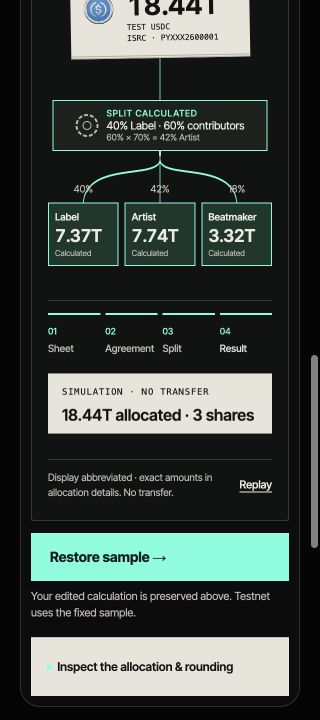 18.44T
TEST USDC
ISRC · PYXXX2600001
SPLIT CALCULATED
40% Label · 60% contributors
60% × 70% = 42% Artist
40% 42% 18%
Label Artist Beatmaker
7.37T 7.74T 3.32T
Calculated Calculated Calculated
01 02 03 04
Sheet Agreement Split Result
SIMULATION · NO TRANSFER
18.44T allocated · 3 shares
Display abbreviated · exact amounts in
allocation details. No transfer.
Replay
Restore sample →
Your edited calculation is preserved above. Testnet
uses the fixed sample.
Inspect the allocation & rounding